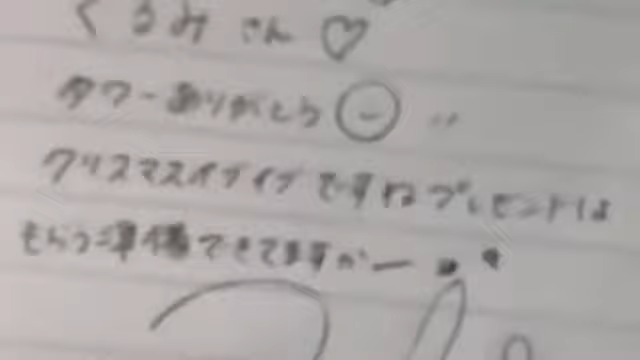 くるみさん♡
タワーありがとう
クリスマスイブイブですねプレゼントは
もらう準備できてますかー